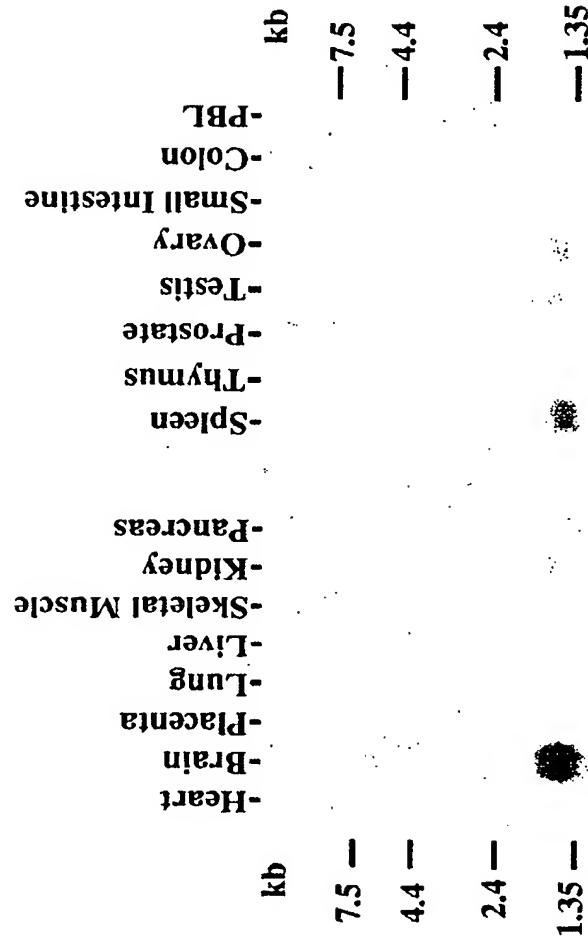 kb
7.5
4.4
2.4
1.35
-PBL
-Colon
-Small Intestine
-Ovary
-Testis
-Prostate
-Thymus
-Spleen
-Pancreas
-Kidney
-Skeletal Muscle
-Liver
-Lung
-Placenta
-Brain
-Heart
kb
7.5
4.4
2.4
1.35